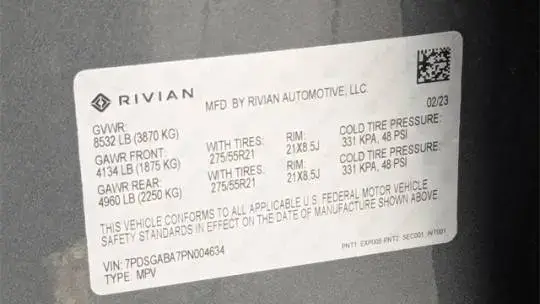 RIVIAN
MFD BY RIVIAN AUTOMOTIVE, LLC.
02/23
GVWR:
8532 LB (3870 KG)
GAWR FRONT: WITH TIRES: RIM: COLD TIRE PRESSURE:
4134 LB (1875 KG) 275/55R21 21X8.5J 331 KPA, 48 PSI
GAWR REAR: WITH TIRES: RIM: COLD TIRE PRESSURE:
4960 LB (2250 KG) 275/55R21 21X8.5J 331 KPA, 48 PSI
THIS VEHICLE CONFORMS TO ALL APPLICABLE U.S. FEDERAL MOTOR VEHICLE
SAFETY STANDARDS IN EFFECT ON THE DATE OF MANUFACTURE SHOWN ABOVE
VIN: 7PDSGABA7PN004634
TYPE: MPV
PNT1: PNT2: SEC001 INT001